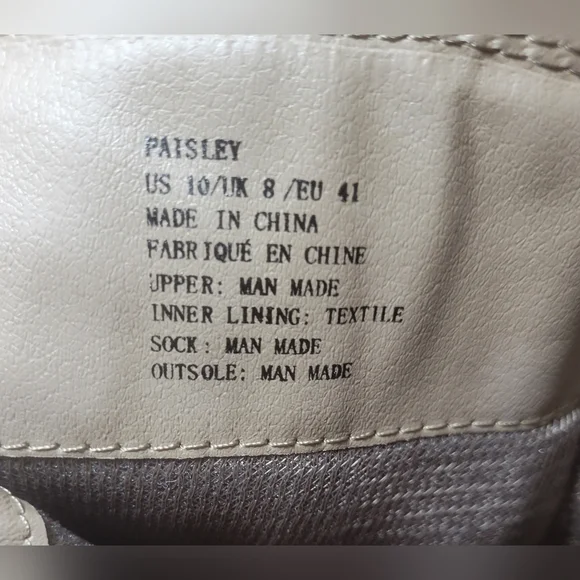 PAISLEY
US 10/UK 8 /EU 41
MADE IN CHINA
FABRIQUÉ EN CHINE
UPPER: MAN MADE
INNER LINING: TEXTILE
SOCK: MAN MADE
OUTSOLE: MAN MADE